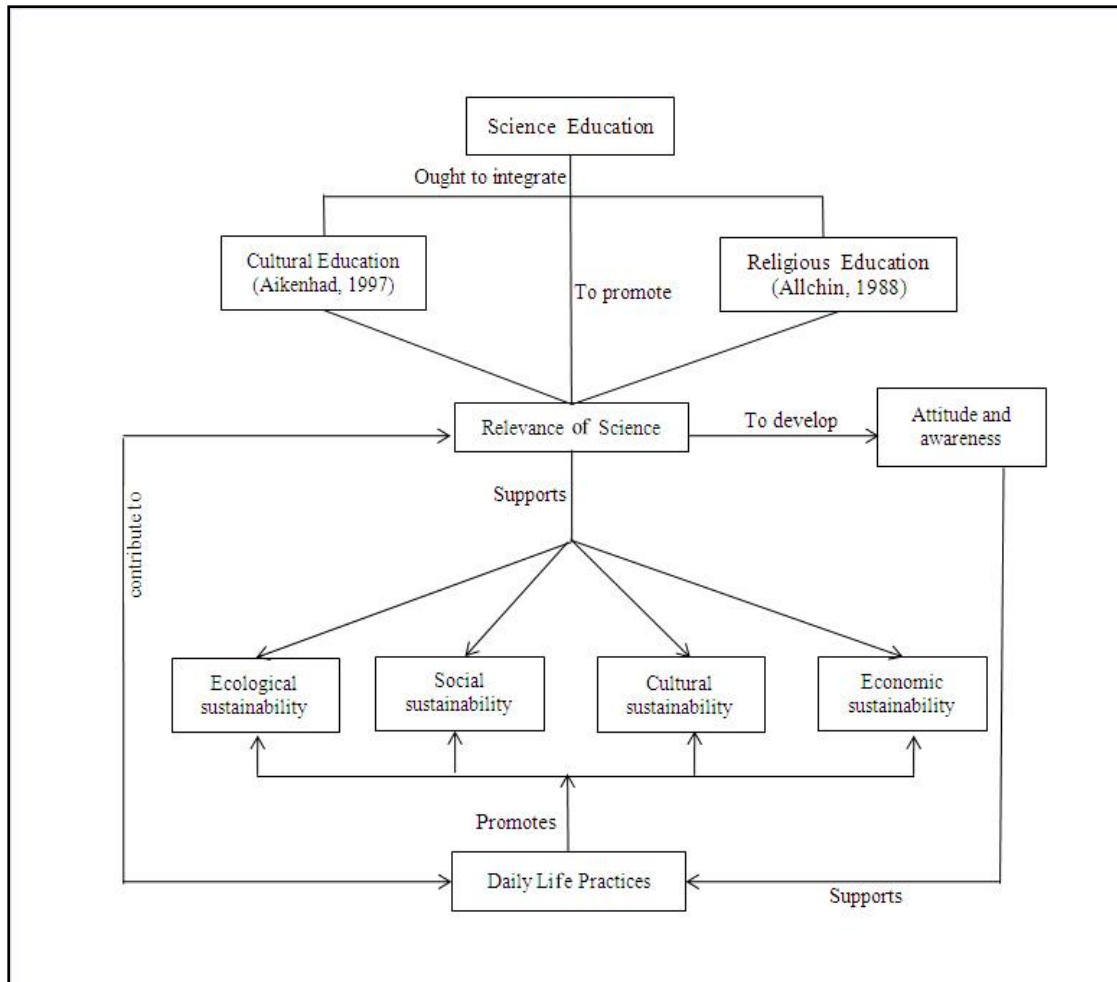 Science Education
Ought to integrate
Cultural Education
(Aikenhad, 1997)
Religious Education
(Allchin, 1988)
To promote
Relevance of Science
To develop
Attitude and
awareness
Supports
contribute to
Ecological
sustainability
Social
sustainability
Cultural
sustainability
Economic
sustainability
Promotes
Daily Life Practices
Supports